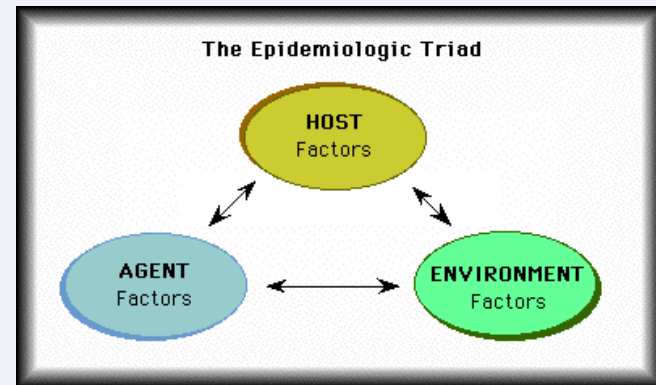 The Epidemiologic Triad
HOST
Factors
AGENT
Factors
ENVIRONMENT
Factors